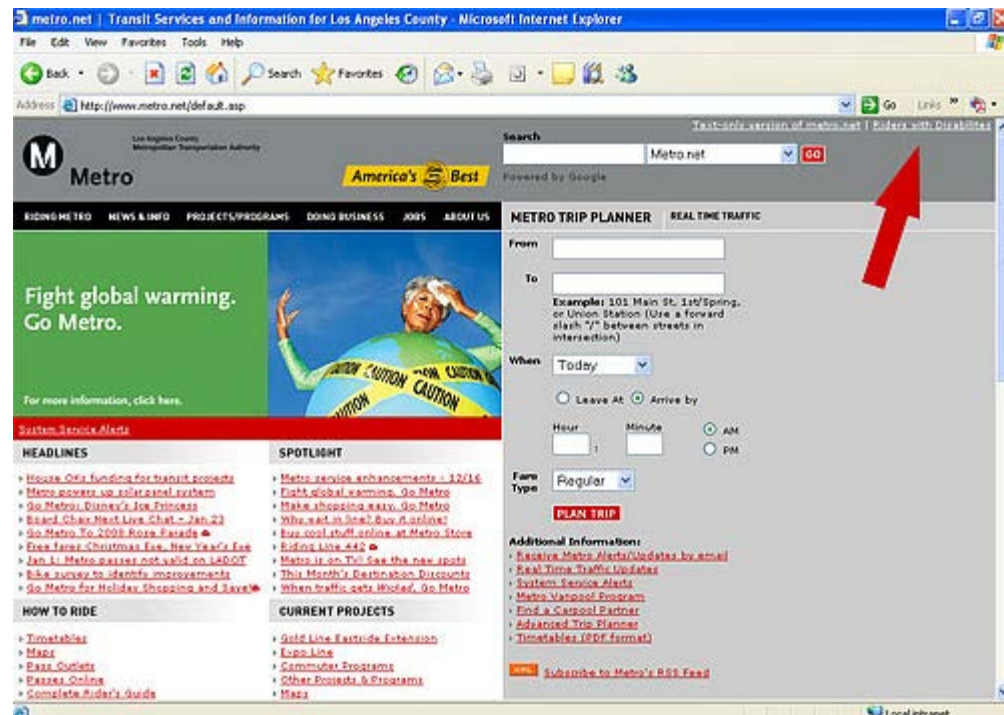 metro.net | Transit Services and Information for Los Angeles County - Microsoft Internet Explorer
File Edit View Favorites Tools Help
Back Search Favorites
Address http://www.metro.net/default.asp Go Links
Text-only version of metro.net | Riders with Disabilities
Los Angeles County
Metropolitan Transportation Authority
M Metro
America's Best
Search
Metro.net GO
Powered by Google
RIDING METRO NEWS & INFO PROJECTS/PROGRAMS DOING BUSINESS JOBS ABOUT US
METRO TRIP PLANNER REAL TIME TRAFFIC
Fight global warming.
Go Metro.
CAUTION CAUTION CAUTION
CAUTION CAUTION
For more information, click here.
From
To
Example: 101 Main St, 1st/Spring,
or Union Station (Use a forward
slash "/" between streets in
intersection)
When Today
Leave At Arrive by
Hour Minute AM
: PM
Fare
Type Regular
PLAN TRIP
Additional Information:
Receive Metro Alerts/Updates by email
Real Time Traffic Updates
System Service Alerts
Metro Vanpool Program
Find a Carpool Partner
Advanced Trip Planner
Timetables (PDF format)
Subscribe to Metro's RSS Feed
System Service Alerts
HEADLINES
House OKs funding for transit projects
Metro powers up solar panel system
Go Metro: Disney's Ice Princess
Board Chair Next Live Chat - Jan 23
Go Metro To 2008 Rose Parade
Free fares Christmas Eve, New Year's Eve
Jan 1: Metro passes not valid on LADOT
Bike survey to identify improvements
Go Metro for Holiday Shopping and Save!
SPOTLIGHT
Metro service enhancements - 12/16
Fight global warming, Go Metro
Make shopping easy, Go Metro
Why wait in line? Buy it online!
Buy cool stuff online at Metro Store
Riding Line 442
Metro is on TV! See the new spots
This Month's Destination Discounts
When traffic gets Wicked, Go Metro
HOW TO RIDE
Timetables
Maps
Pass Outlets
Passes Online
Complete Rider's Guide
CURRENT PROJECTS
Gold Line Eastside Extension
Expo Line
Commuter Programs
Other Projects & Programs
Maps
Local intranet